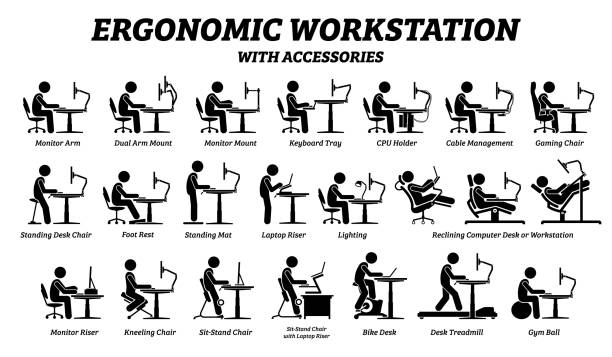 ERGONOMIC WORKSTATION
WITH ACCESSORIES
Monitor Arm
Dual Arm Mount
Monitor Mount
Keyboard Tray
CPU Holder
Cable Management
Gaming Chair
Standing Desk Chair
Foot Rest
Standing Mat
Laptop Riser
Lighting
Reclining Computer Desk or Workstation
Monitor Riser
Kneeling Chair
Sit-Stand Chair
Sit-Stand Chair
with Laptop Riser
Bike Desk
Desk Treadmill
Gym Ball